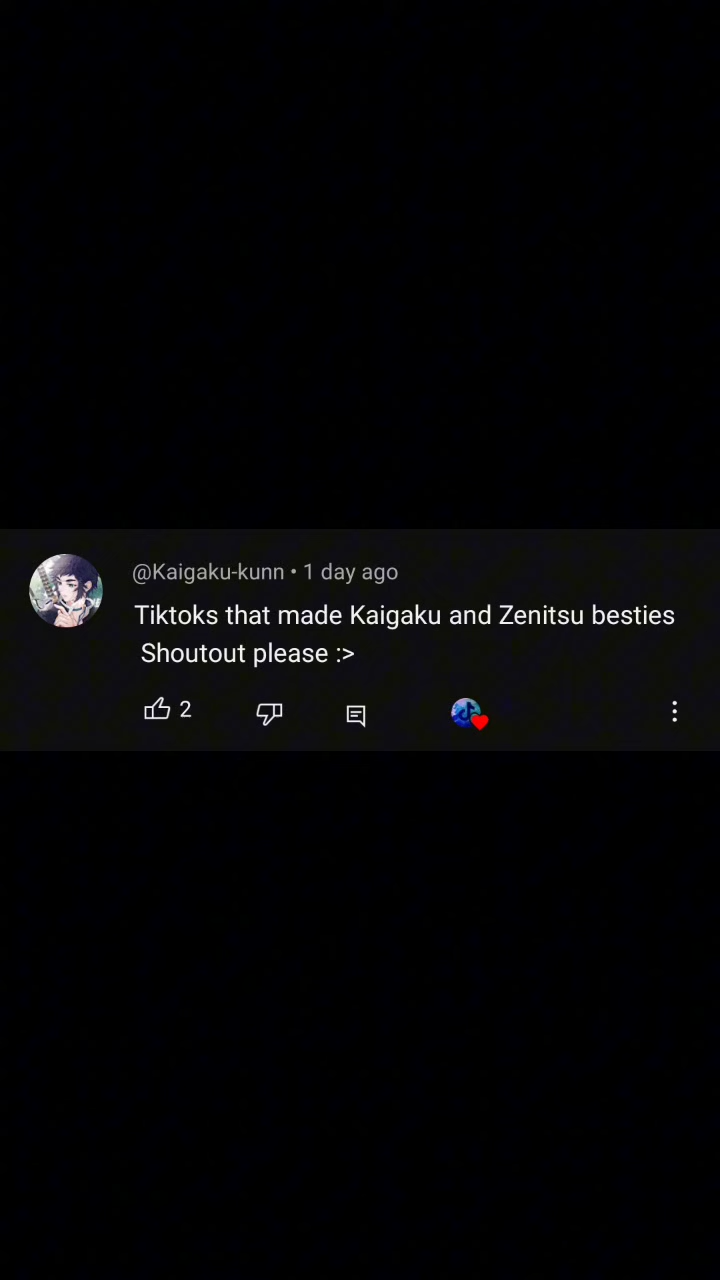 @Kaigaku-kunn • 1 day ago
Tiktoks that made Kaigaku and Zenitsu besties
Shoutout please :>
2